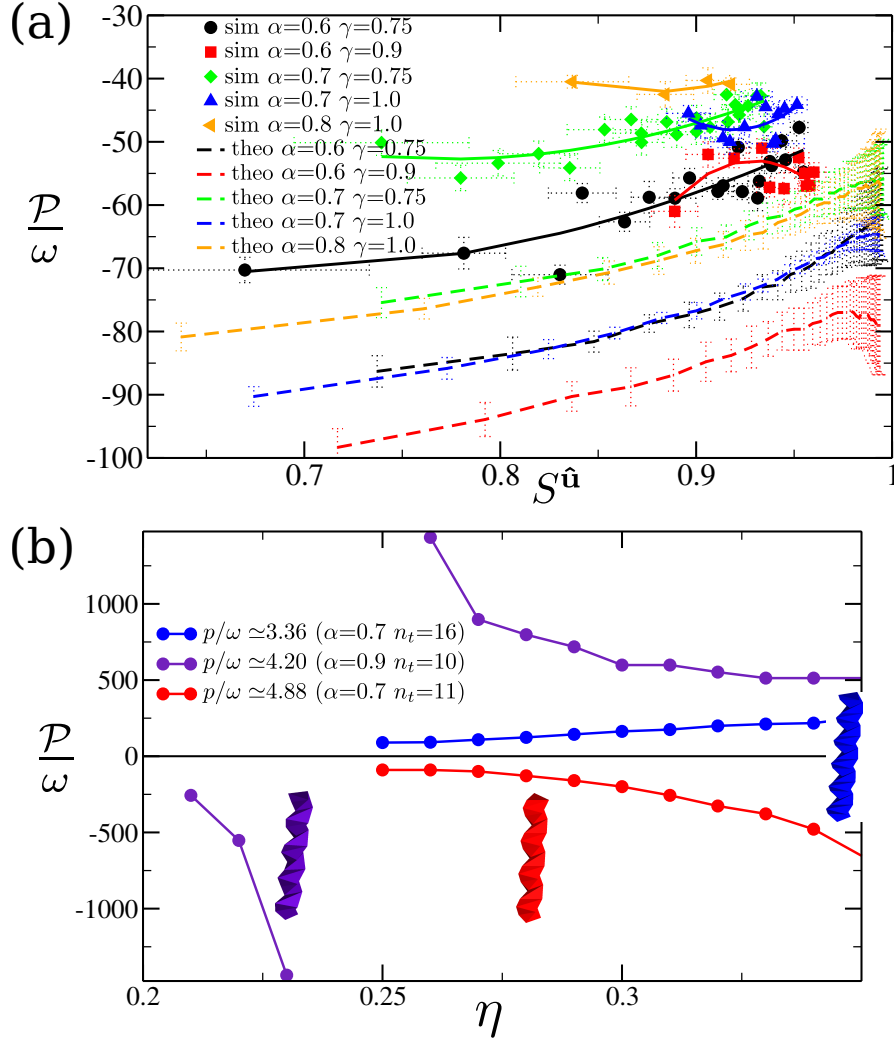 (a)
-30
-40
-50
-60
-70
-80
-90
-100
𝒫/ω
sim α=0.6 γ=0.75
sim α=0.6 γ=0.9
sim α=0.7 γ=0.75
sim α=0.7 γ=1.0
sim α=0.8 γ=1.0
theo α=0.6 γ=0.75
theo α=0.6 γ=0.9
theo α=0.7 γ=0.75
theo α=0.7 γ=1.0
theo α=0.8 γ=1.0
0.7 0.8 0.9 1
S^û
(b)
1000
500
0
-500
-1000
𝒫/ω
p/ω ≃3.36 (α=0.7 n_t=16)
p/ω ≃4.20 (α=0.9 n_t=10)
p/ω ≃4.88 (α=0.7 n_t=11)
0.2 0.25 0.3
η